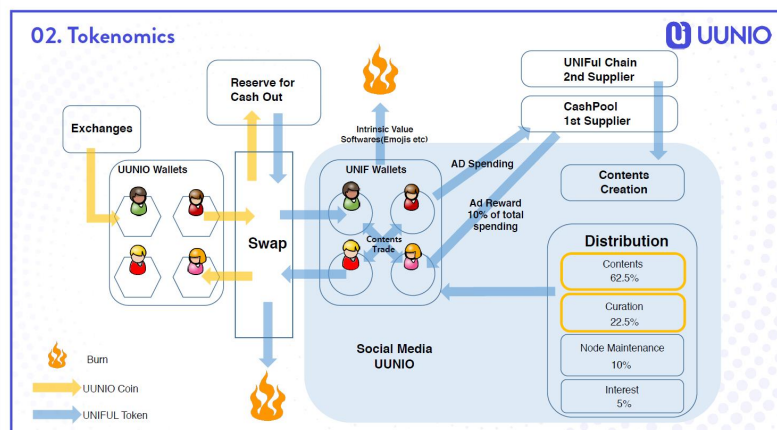 02. Tokenomics
UUNIO
Reserve for
Cash Out
UNIFul Chain
2nd Supplier
CashPool
1st Supplier
Exchanges
Intrinsic Value
Softwares(Emojis etc)
UUNIO Wallets
UNIF Wallets
AD Spending
Contents
Creation
Ad Reward
10% of total
spending
Swap
Contents
Trade
Distribution
Contents
62.5%
Curation
22.5%
Node Maintenance
10%
Interest
5%
Social Media
UUNIO
Burn
UUNIO Coin
UNIFUL Token